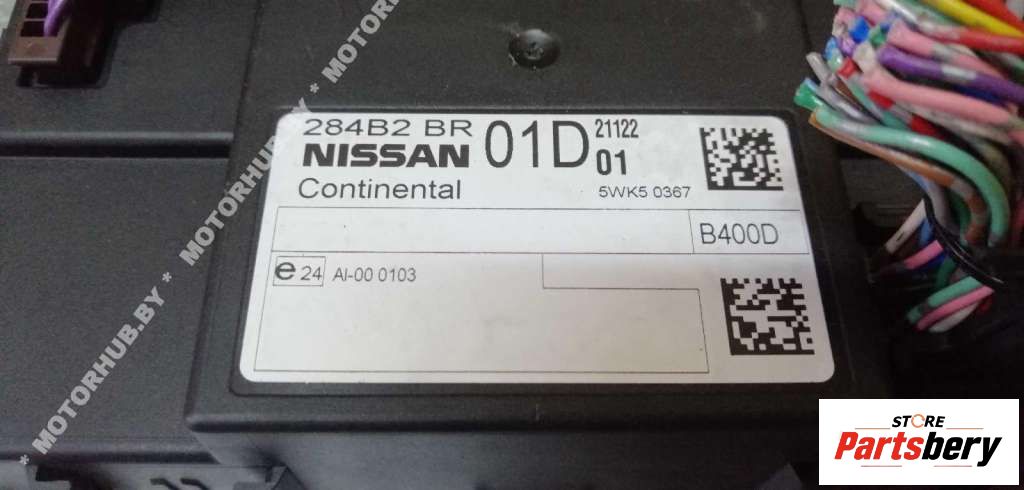 284B2 BR 01D 21122
NISSAN 01
Continental 5WK5 0367
B400D
e 24 AI-00 0103
* MOTORHUB.BY * MOTORHUB.BY * MOTORHUB.BY
STORE
Partsbery